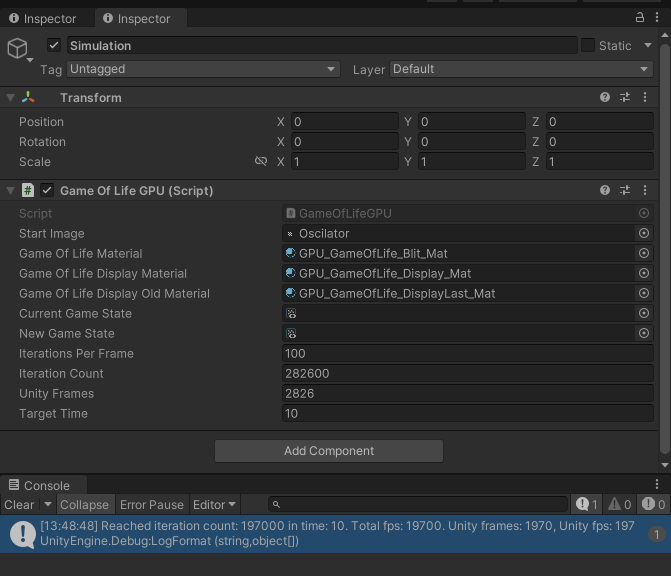 Inspector Inspector
Simulation Static
Tag Untagged Layer Default
Transform
Position X 0 Y 0 Z 0
Rotation X 0 Y 0 Z 0
Scale X 1 Y 1 Z 1
# Game Of Life GPU (Script)
Script # GameOfLifeGPU
Start Image Oscilator
Game Of Life Material GPU_GameOfLife_Blit_Mat
Game Of Life Display Material GPU_GameOfLife_Display_Mat
Game Of Life Display Old Material GPU_GameOfLife_DisplayLast_Mat
Current Game State
New Game State
Iterations Per Frame 100
Iteration Count 282600
Unity Frames 2826
Target Time 10
Add Component
Console
Clear Collapse Error Pause Editor 1 0 0
[13:48:48] Reached iteration count: 197000 in time: 10. Total fps: 19700. Unity frames: 1970, Unity fps: 197
UnityEngine.Debug:LogFormat (string,object[]) 1